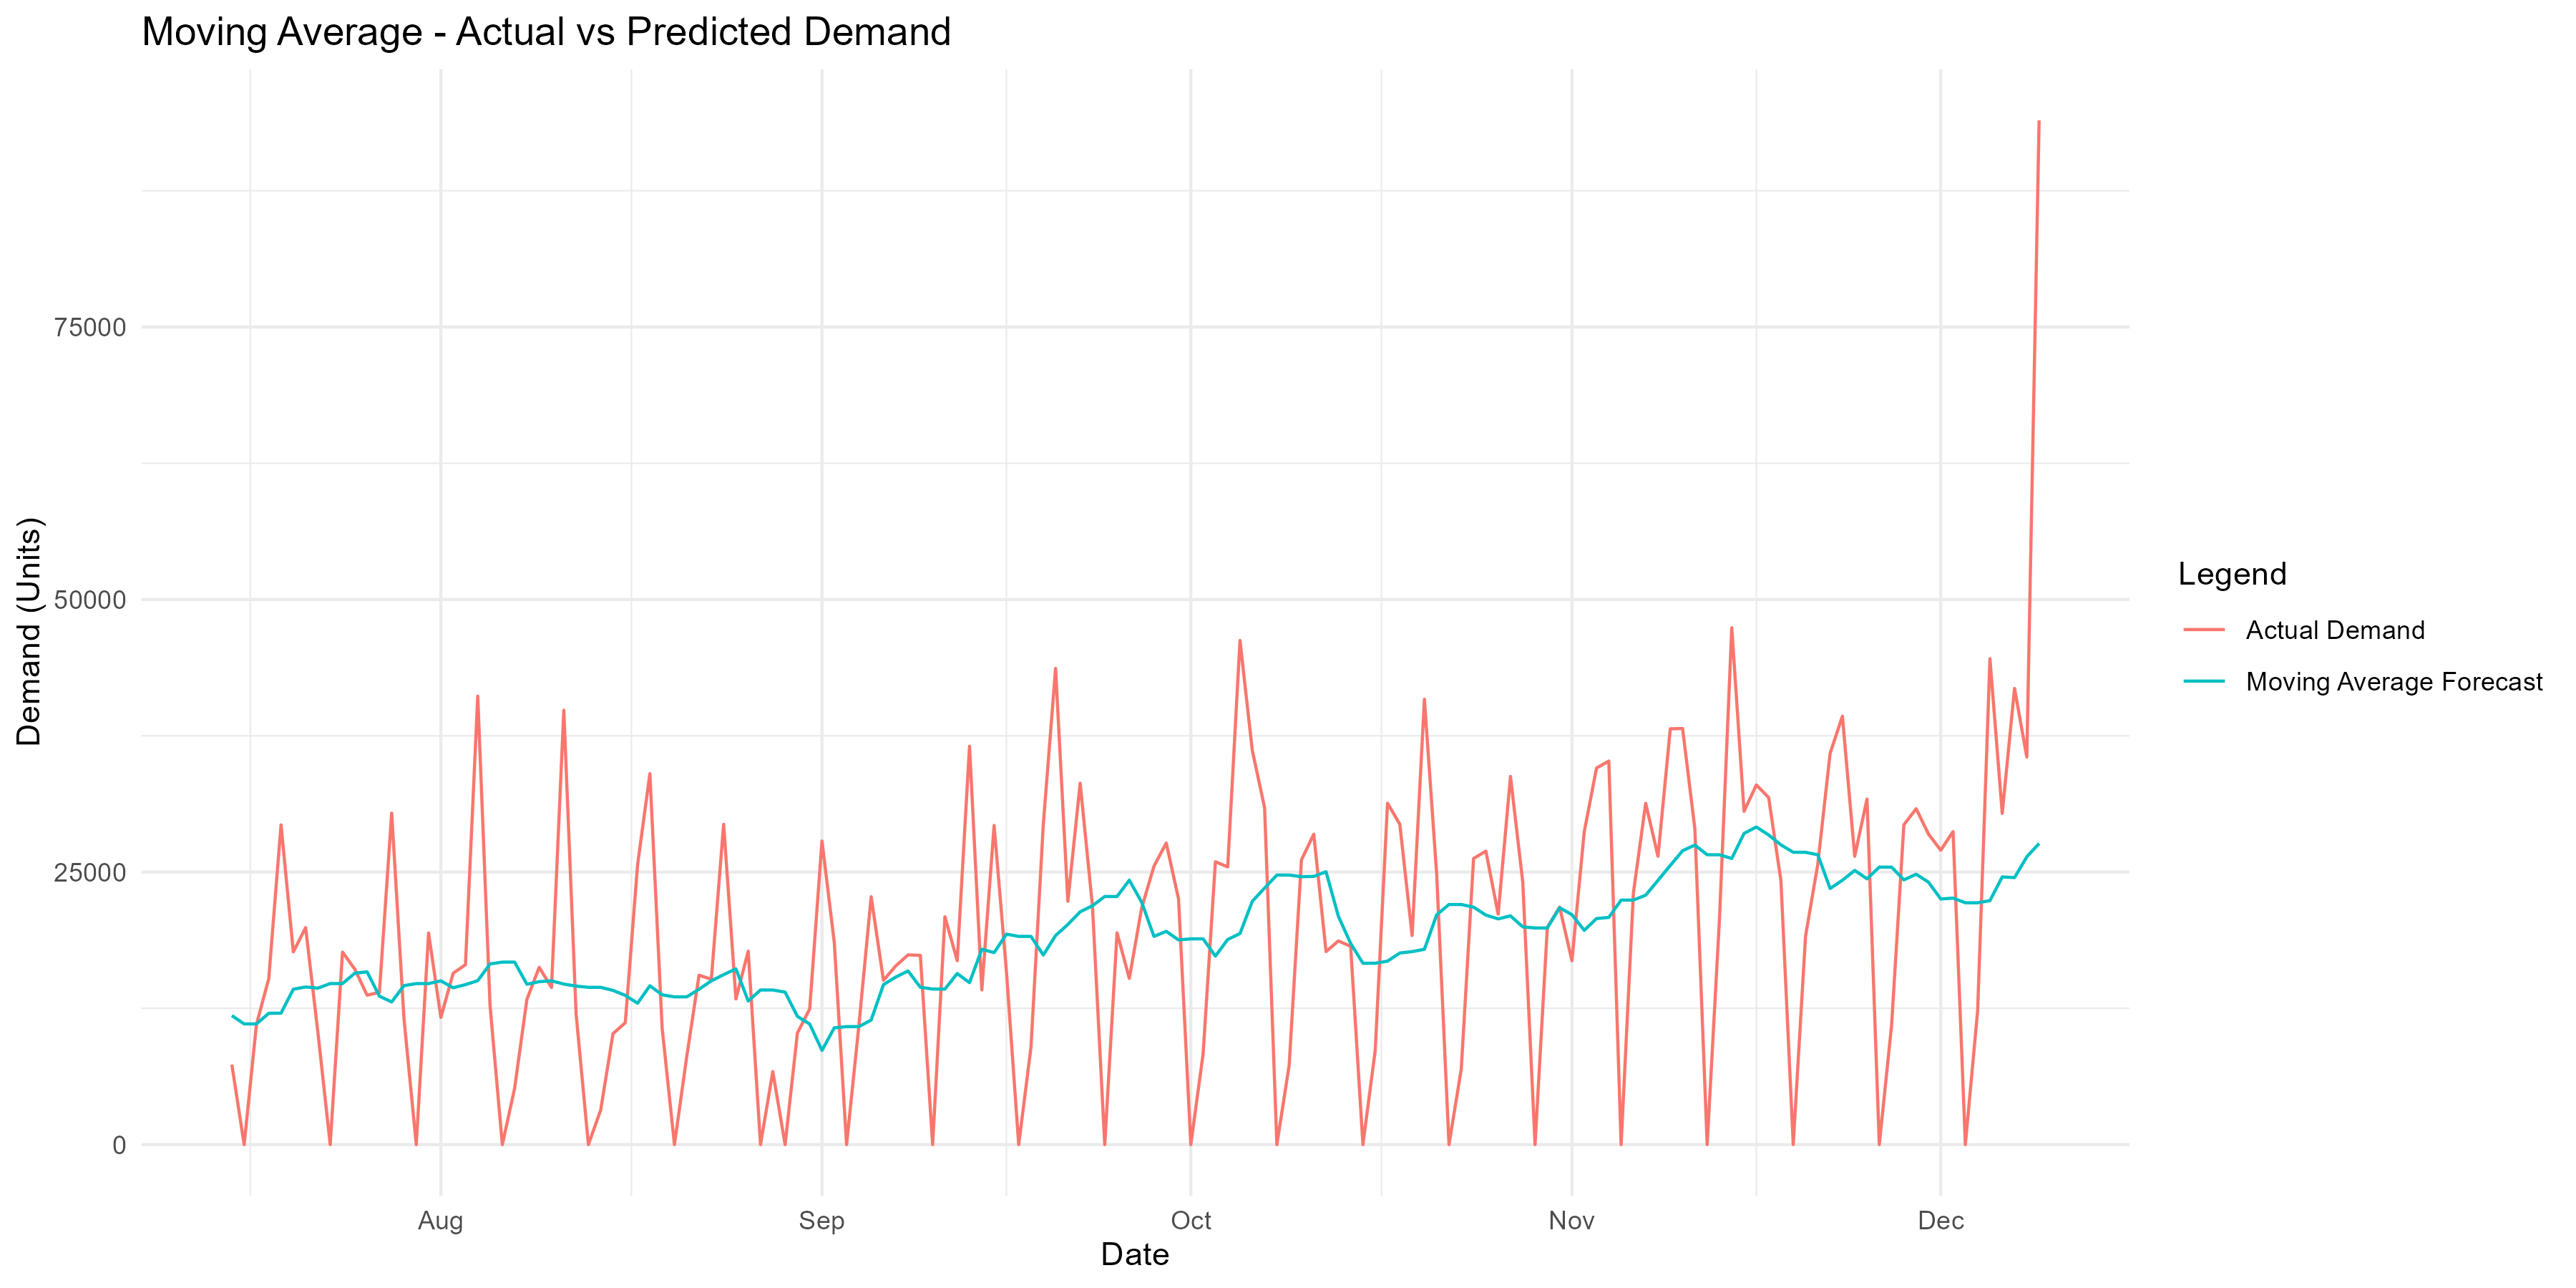 Moving Average - Actual vs Predicted Demand
Demand (Units)
75000
50000
25000
0
Aug Sep Oct Nov Dec
Date
Legend
Actual Demand
Moving Average Forecast